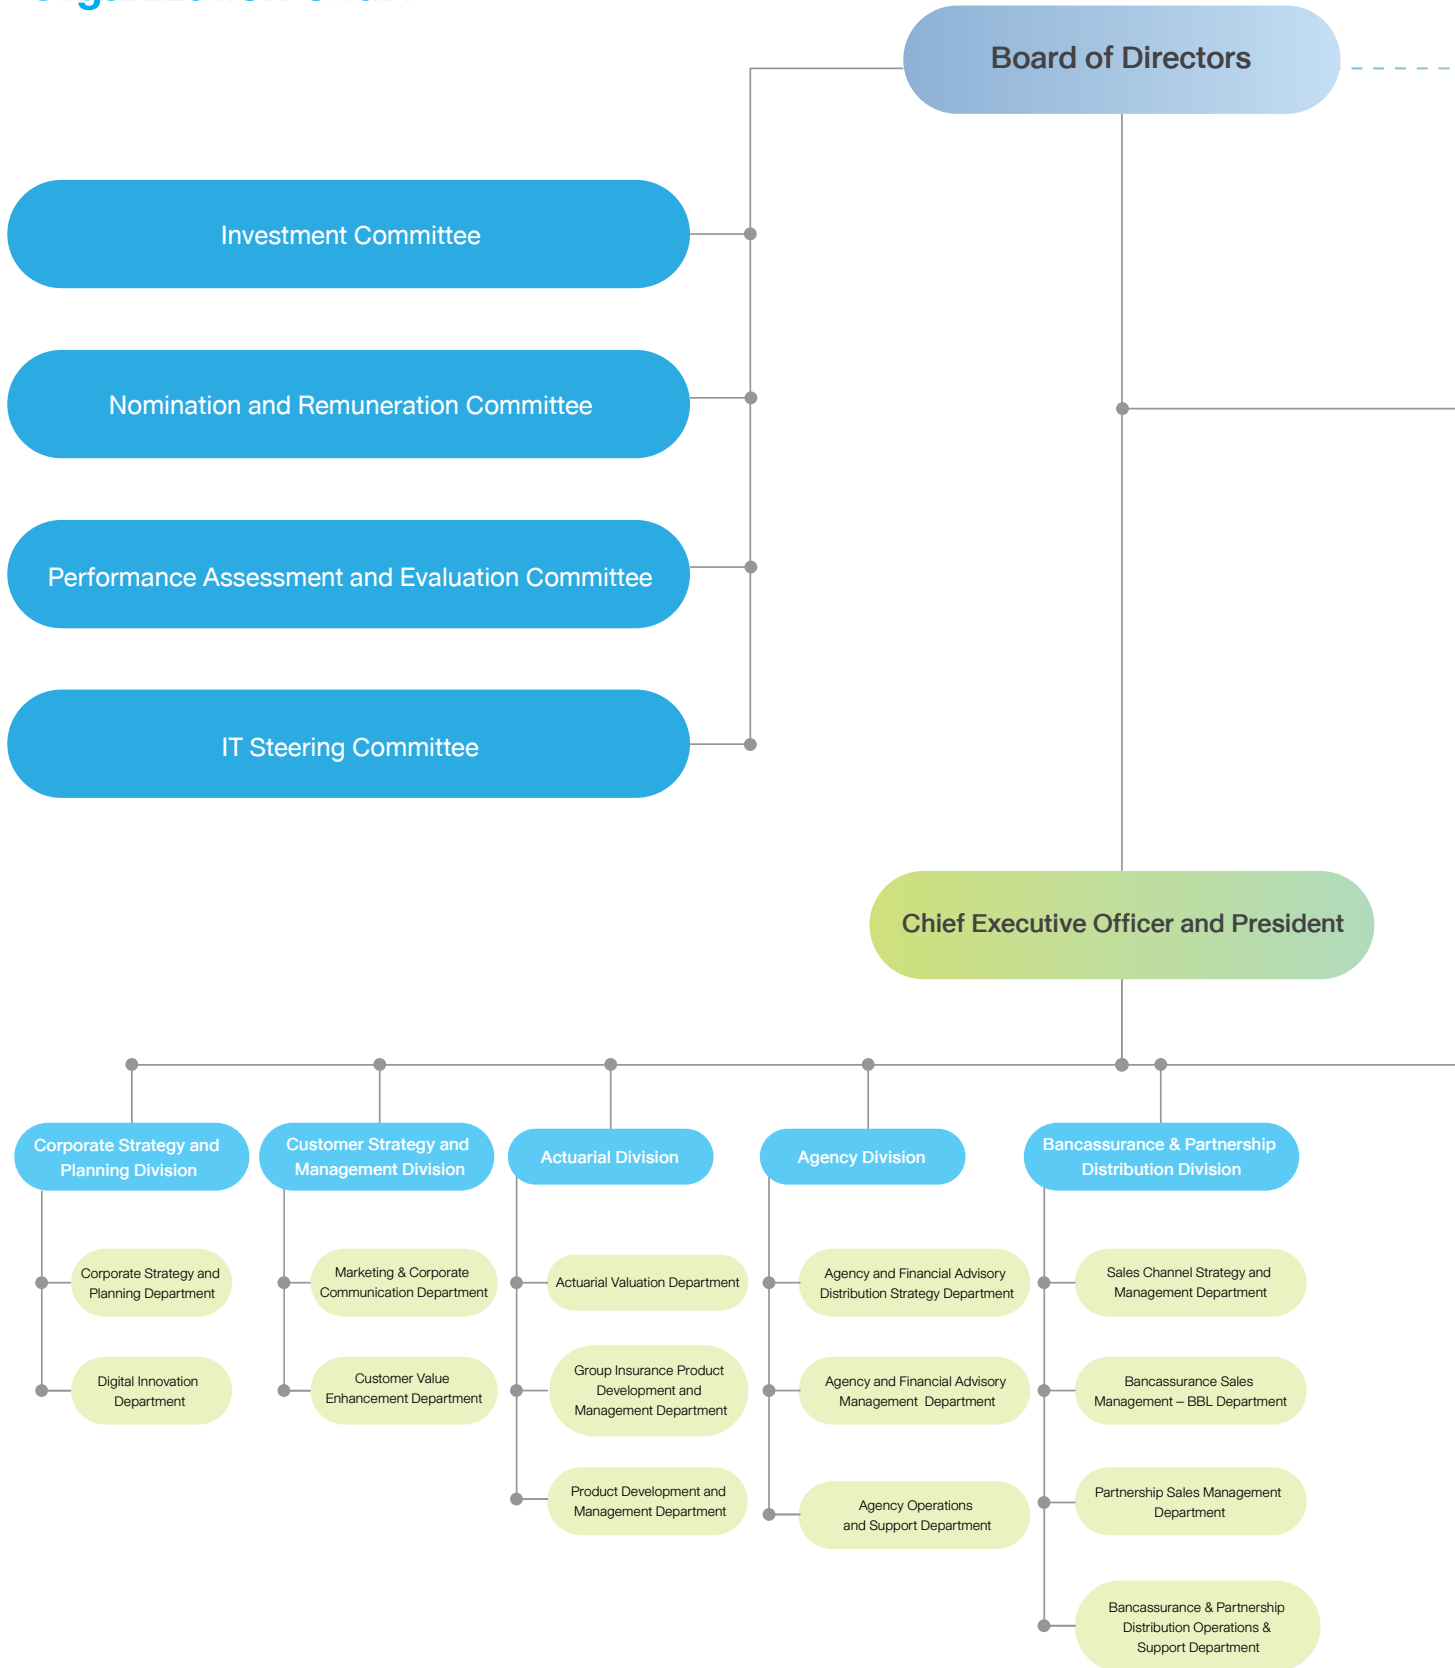 Organization Chart
Board of Directors
Investment Committee
Nomination and Remuneration Committee
Performance Assessment and Evaluation Committee
IT Steering Committee
Chief Executive Officer and President
Corporate Strategy and
Planning Division
Corporate Strategy and
Planning Department
Digital Innovation
Department
Customer Strategy and
Management Division
Marketing & Corporate
Communication Department
Customer Value
Enhancement Department
Actuarial Division
Actuarial Valuation Department
Group Insurance Product
Development and
Management Department
Product Development and
Management Department
Agency Division
Agency and Financial Advisory
Distribution Strategy Department
Agency and Financial Advisory
Management  Department
Agency Operations
and Support Department
Bancassurance & Partnership
Distribution Division
Sales Channel Strategy and
Management Department
Bancassurance Sales
Management – BBL Department
Partnership Sales Management
Department
Bancassurance & Partnership
Distribution Operations &
Support Department